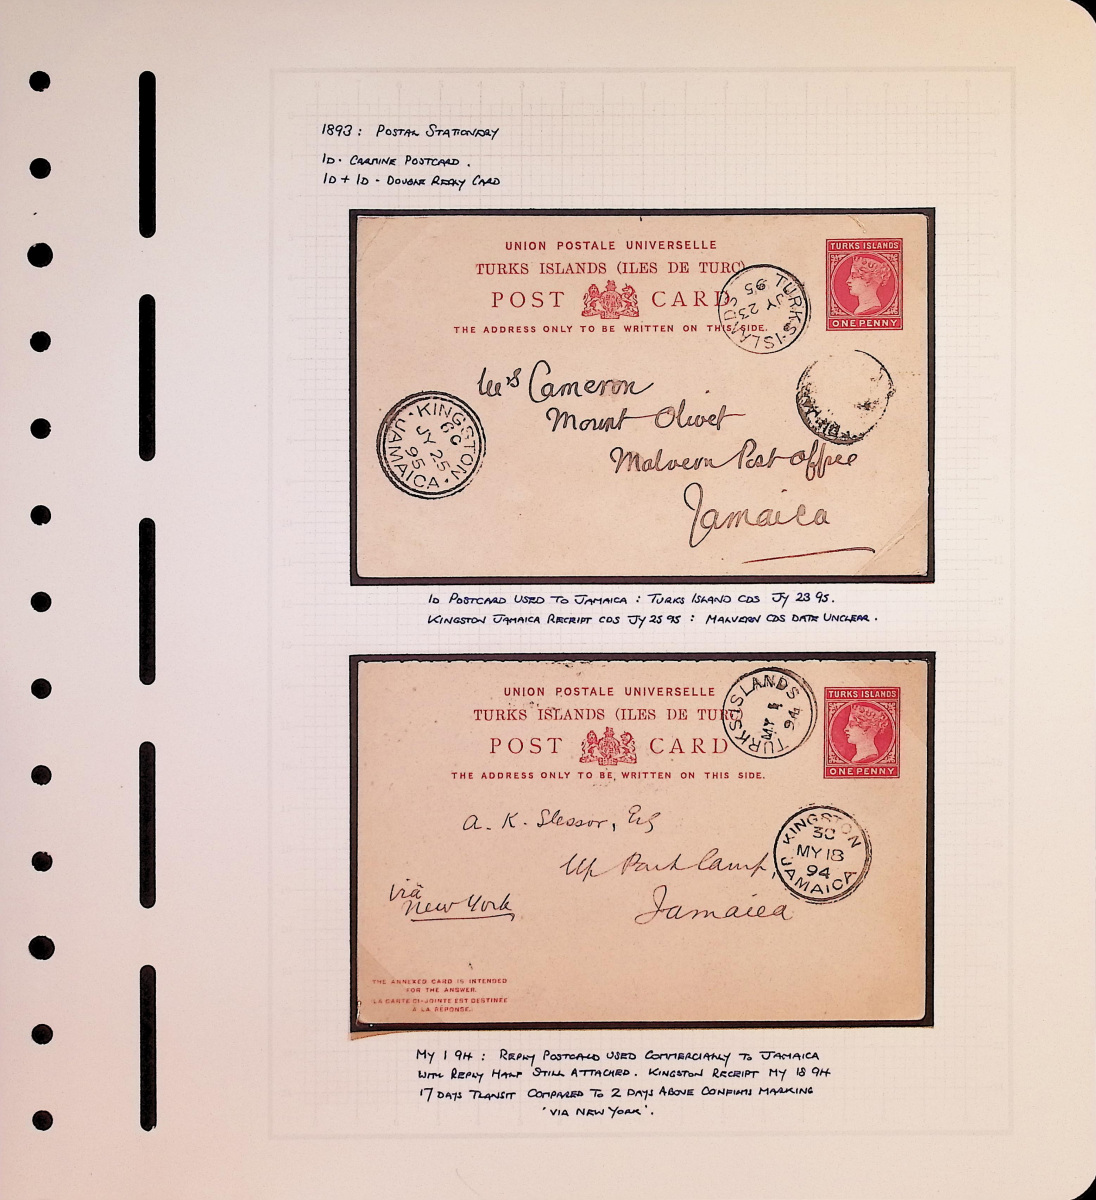 1893 : POSTAL STATIONERY
1D. CARMINE POSTCARD .
1D + 1D - DOUBLE REPLY CARD
UNION POSTALE UNIVERSELLE
TURKS ISLANDS (ILES DE TURC)
POST CARD
THE ADDRESS ONLY TO BE WRITTEN ON THIS SIDE.
TURKS ISLANDS
ONE PENNY
TURKS·ISLANDS
JY 23
95
Mrs Cameron
Mount Olivet
Malvern Post office
Jamaica
·KINGSTON·
6C
JY 25
95
JAMAICA
1D POSTCARD USED TO JAMAICA : TURKS ISLAND CDS JY 23 95.
KINGSTON JAMAICA RECEIPT CDS JY 25 95 : MALVERN CDS DATE UNCLEAR .
UNION POSTALE UNIVERSELLE
TURKS ISLANDS (ILES DE TURC)
POST CARD
THE ADDRESS ONLY TO BE WRITTEN ON THIS SIDE.
TURKS ISLANDS
ONE PENNY
TURKS ISLANDS
MY 1
94
A. K. Slessor, Esq
Up Park Camp,
via
New York
Jamaica
KINGSTON
3C
MY 18
94
JAMAICA
THE ANNEXED CARD IS INTENDED
FOR THE ANSWER.
LA CARTE CI-JOINTE EST DESTINÉE
À LA RÉPONSE.
MY 1 94 : REPLY POSTCARD USED COMMERCIALLY TO JAMAICA
WITH REPLY HALF STILL ATTACHED. KINGSTON RECEIPT MY 18 94
17 DAYS TRANSIT COMPARED TO 2 DAYS ABOVE CONFIRMS MARKING
'VIA NEW YORK'.